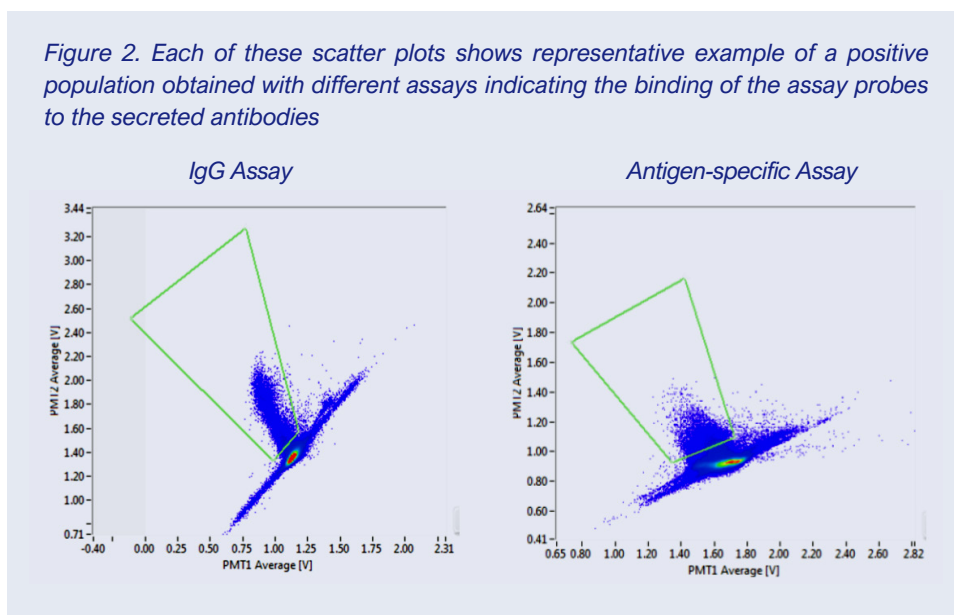 Figure 2. Each of these scatter plots shows representative example of a positive
population obtained with different assays indicating the binding of the assay probes
to the secreted antibodies
IgG Assay
Antigen-specific Assay
3.44
3.20
3.00
2.80
2.60
2.40
2.20
2.00
1.80
1.60
1.40
1.20
1.00
0.71
PMT2 Average [V]
-0.40 0.00 0.25 0.50 0.75 1.00 1.25 1.50 1.75 2.00 2.31
PMT1 Average [V]
2.64
2.40
2.20
2.00
1.80
1.60
1.40
1.20
1.00
0.80
0.60
0.41
PMT2 Average [V]
0.65 0.80 1.00 1.20 1.40 1.60 1.80 2.00 2.20 2.40 2.60 2.82
PMT1 Average [V]